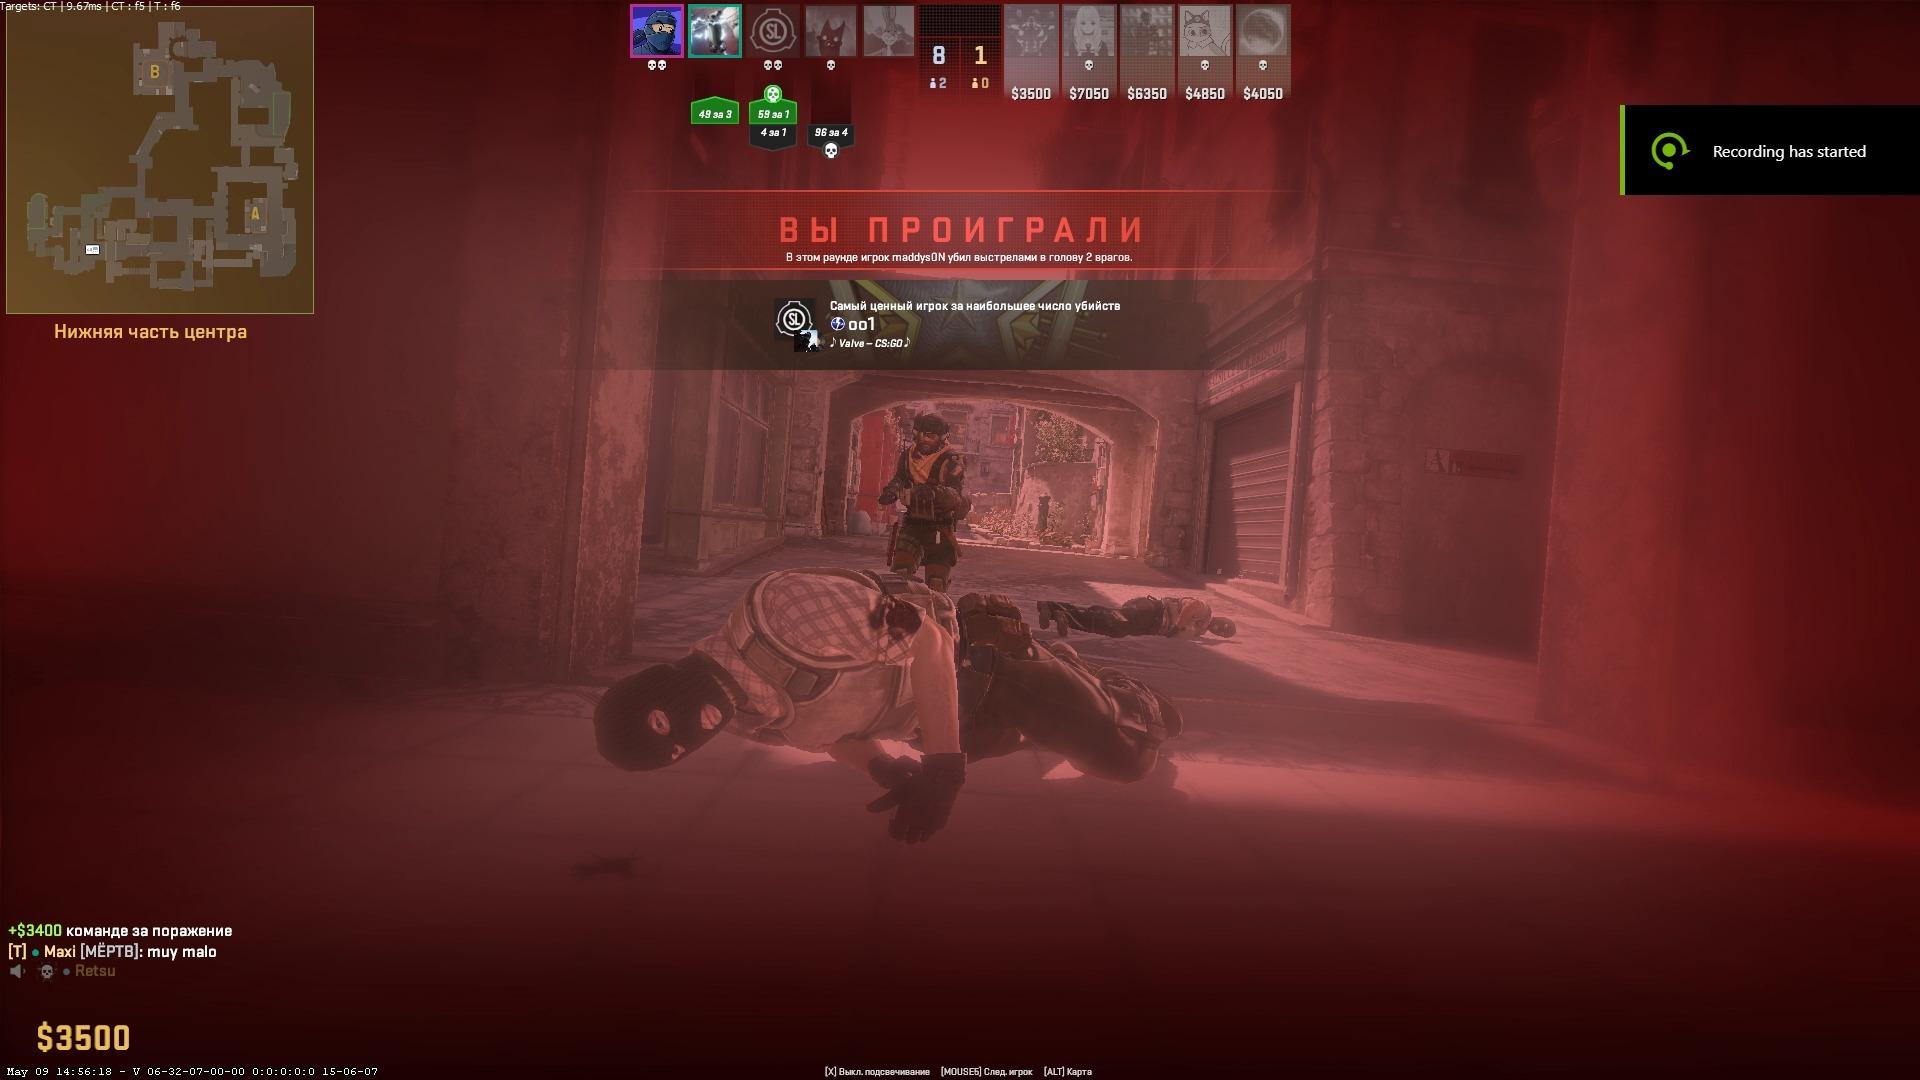 Targets: CT | 9.67ms | CT : f5 | T : f6
B
A
Нижняя часть центра
SL
8 1
2 0
$3500 $7050 $6350 $4850 $4050
49 за 3
59 за 1
4 за 1
96 за 4
Recording has started
ВЫ ПРОИГРАЛИ
В этом раунде игрок maddysON убил выстрелами в голову 2 врагов.
SL
Самый ценный игрок за наибольшее число убийств
oo1
♪ Valve – CS:GO ♪
+$3400 команде за поражение
[T] ● Maxi [МЁРТВ]: muy malo
● Retsu
$3500
May 09 14:56:18 - V 06-32-07-00-00 0:0:0:0:0 15-06-07
[X] Выкл. подсвечивание [MOUSE5] След. игрок [ALT] Карта